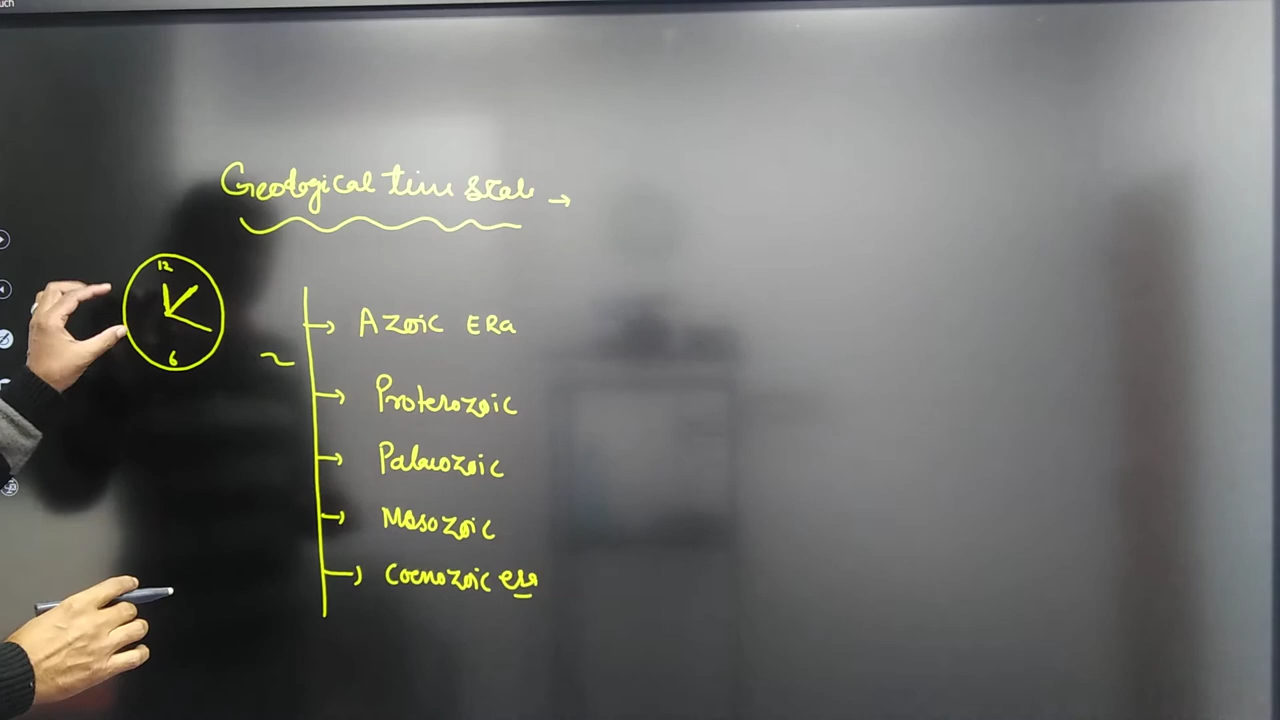 Geological time scale →
12
6
Azoic ERa
Proterozoic
Palaeozoic
Mesozoic
Coenozoic era